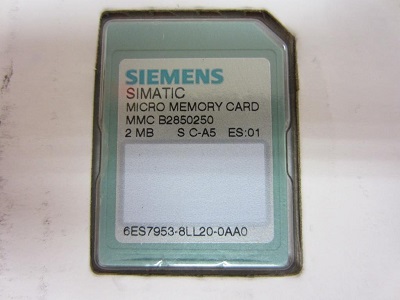 SIEMENS
SIMATIC
MICRO MEMORY CARD
MMC B2850250
2 MB S C-A5 ES:01
6ES7953-8LL20-0AA0